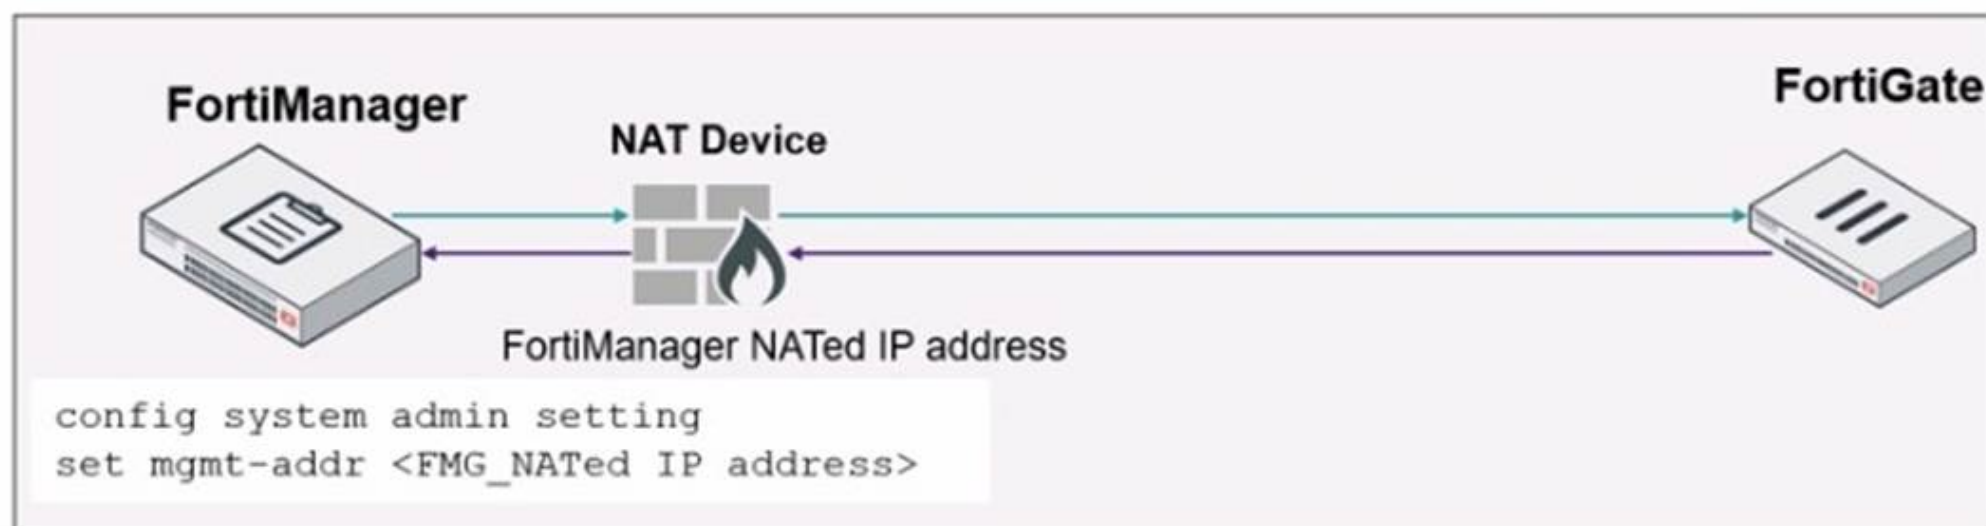 FortiManager
FortiGate
NAT Device
FortiManager NATed IP address
config system admin setting
set mgmt-addr <FMG_NATed IP address>